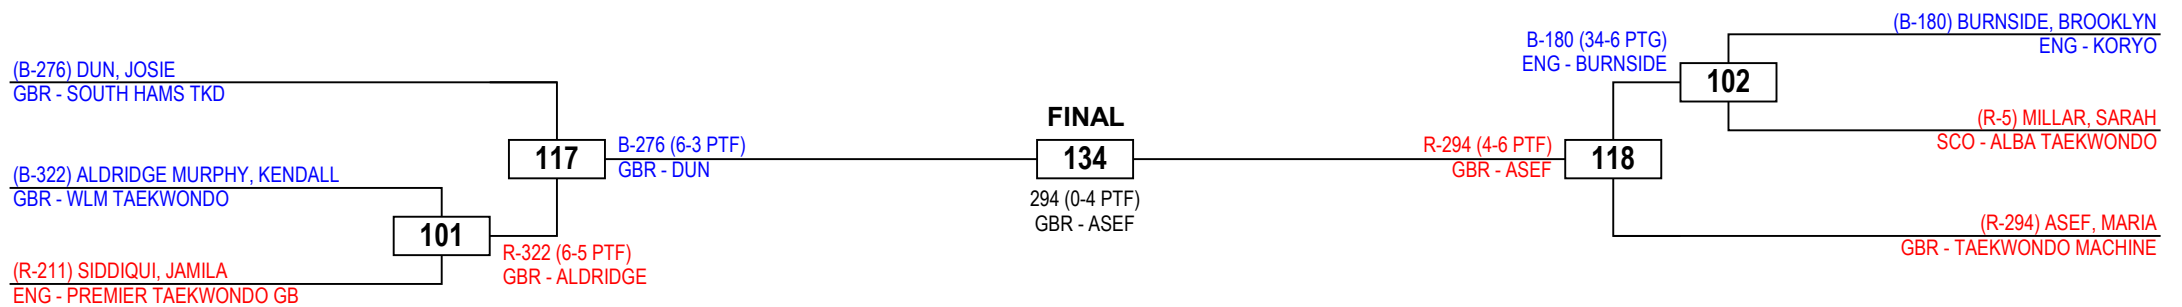 (B-276) DUN, JOSIE
GBR - SOUTH HAMS TKD
(B-322) ALDRIDGE MURPHY, KENDALL
GBR - WLM TAEKWONDO
(R-211) SIDDIQUI, JAMILA
ENG - PREMIER TAEKWONDO GB
101
R-322 (6-5 PTF)
GBR - ALDRIDGE
117
B-276 (6-3 PTF)
GBR - DUN
FINAL
134
294 (0-4 PTF)
GBR - ASEF
R-294 (4-6 PTF)
GBR - ASEF
118
B-180 (34-6 PTG)
ENG - BURNSIDE
102
(B-180) BURNSIDE, BROOKLYN
ENG - KORYO
(R-5) MILLAR, SARAH
SCO - ALBA TAEKWONDO
(R-294) ASEF, MARIA
GBR - TAEKWONDO MACHINE